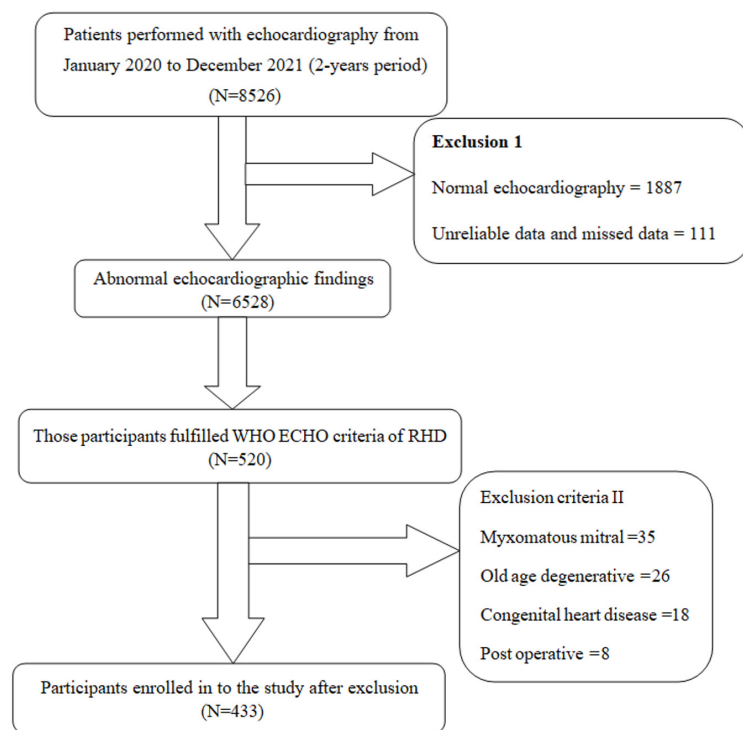 Patients performed with echocardiography from
January 2020 to December 2021 (2-years period)
(N=8526)
Exclusion 1
Normal echocardiography = 1887
Unreliable data and missed data = 111
Abnormal echocardiographic findings
(N=6528)
Those participants fulfilled WHO ECHO criteria of RHD
(N=520)
Exclusion criteria II
Myxomatous mitral =35
Old age degenerative =26
Congenital heart disease =18
Post operative =8
Participants enrolled in to the study after exclusion
(N=433)